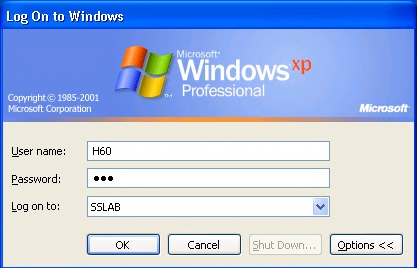 Log On to Windows
Microsoft®
Windows xp
Professional
Copyright © 1985-2001
Microsoft Corporation
Microsoft
User name: H60
Password: ●●●
Log on to: SSLAB
OK Cancel Shut Down... Options <<